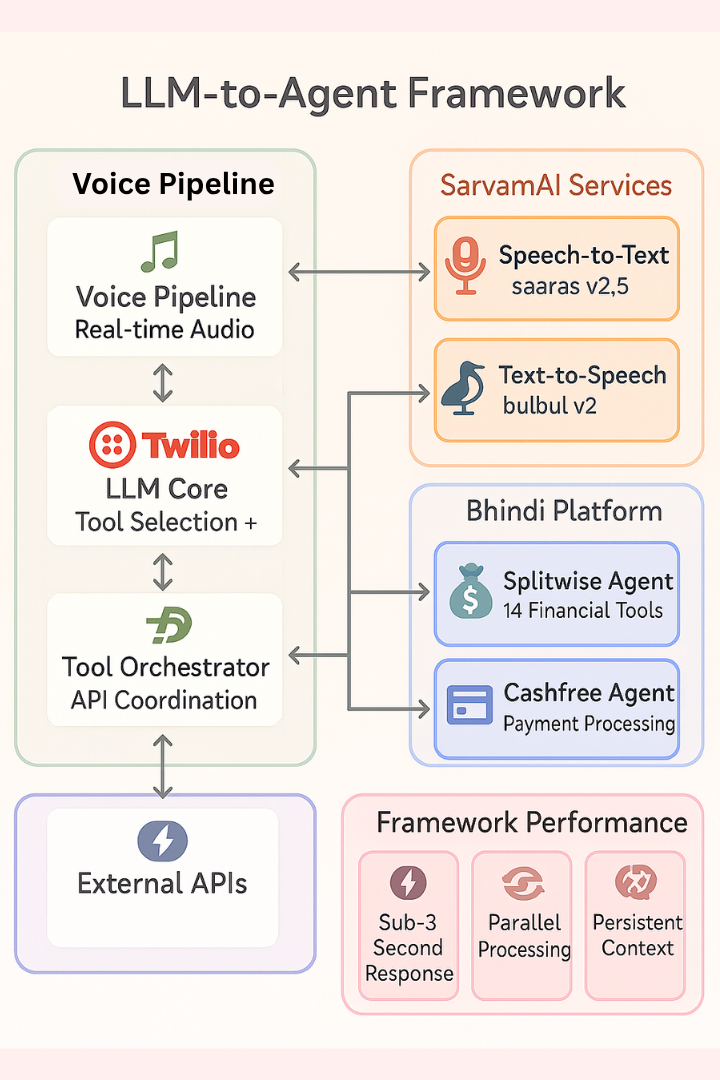 LLM-to-Agent Framework
Voice Pipeline
Voice Pipeline
Real-time Audio
Twilio
LLM Core
Tool Selection +
Tool Orchestrator
API Coordination
External APIs
SarvamAI Services
Speech-to-Text
saaras v2,5
Text-to-Speech
bulbul v2
Bhindi Platform
Splitwise Agent
14 Financial Tools
Cashfree Agent
Payment Processing
Framework Performance
Sub-3
Second
Response
Parallel
Processing
Persistent
Context